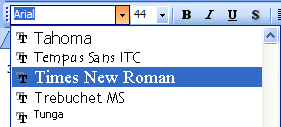 Arial 44 B I U S
Tahoma
Tempus Sans ITC
Times New Roman
Trebuchet MS
Tunga